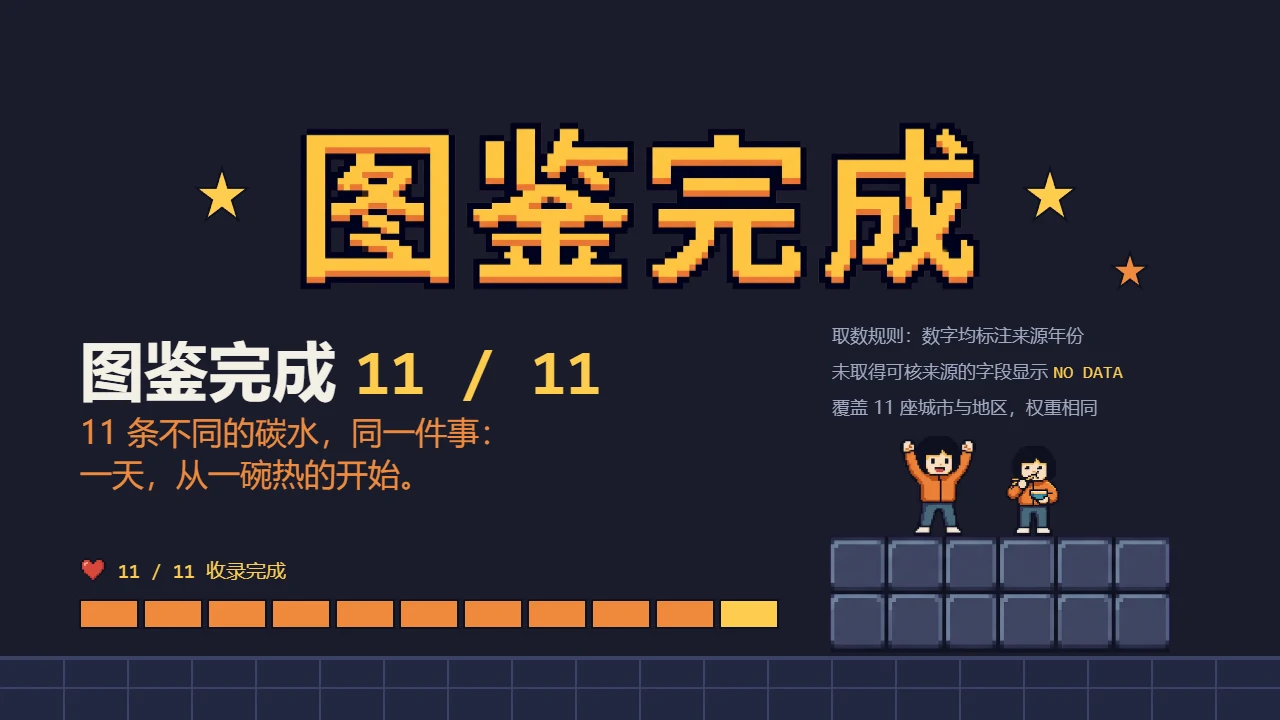 图鉴完成
图鉴完成 11 / 11
11 条不同的碳水，同一件事：
一天，从一碗热的开始。
取数规则：数字均标注来源年份
未取得可核来源的字段显示 NO DATA
覆盖 11 座城市与地区，权重相同
11 / 11 收录完成